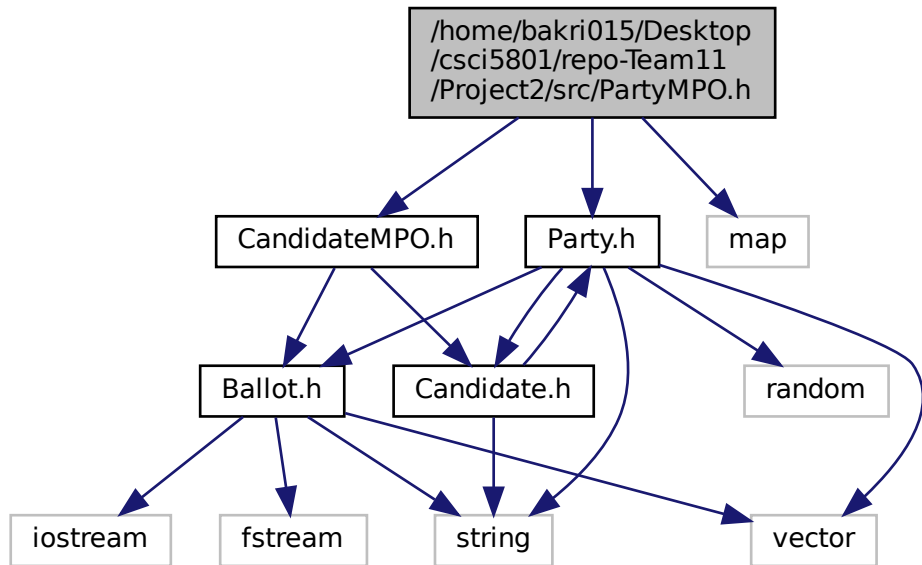 /home/bakri015/Desktop
/csci5801/repo-Team11
/Project2/src/PartyMPO.h
CandidateMPO.h
Party.h
map
Ballot.h
Candidate.h
random
iostream
fstream
string
vector